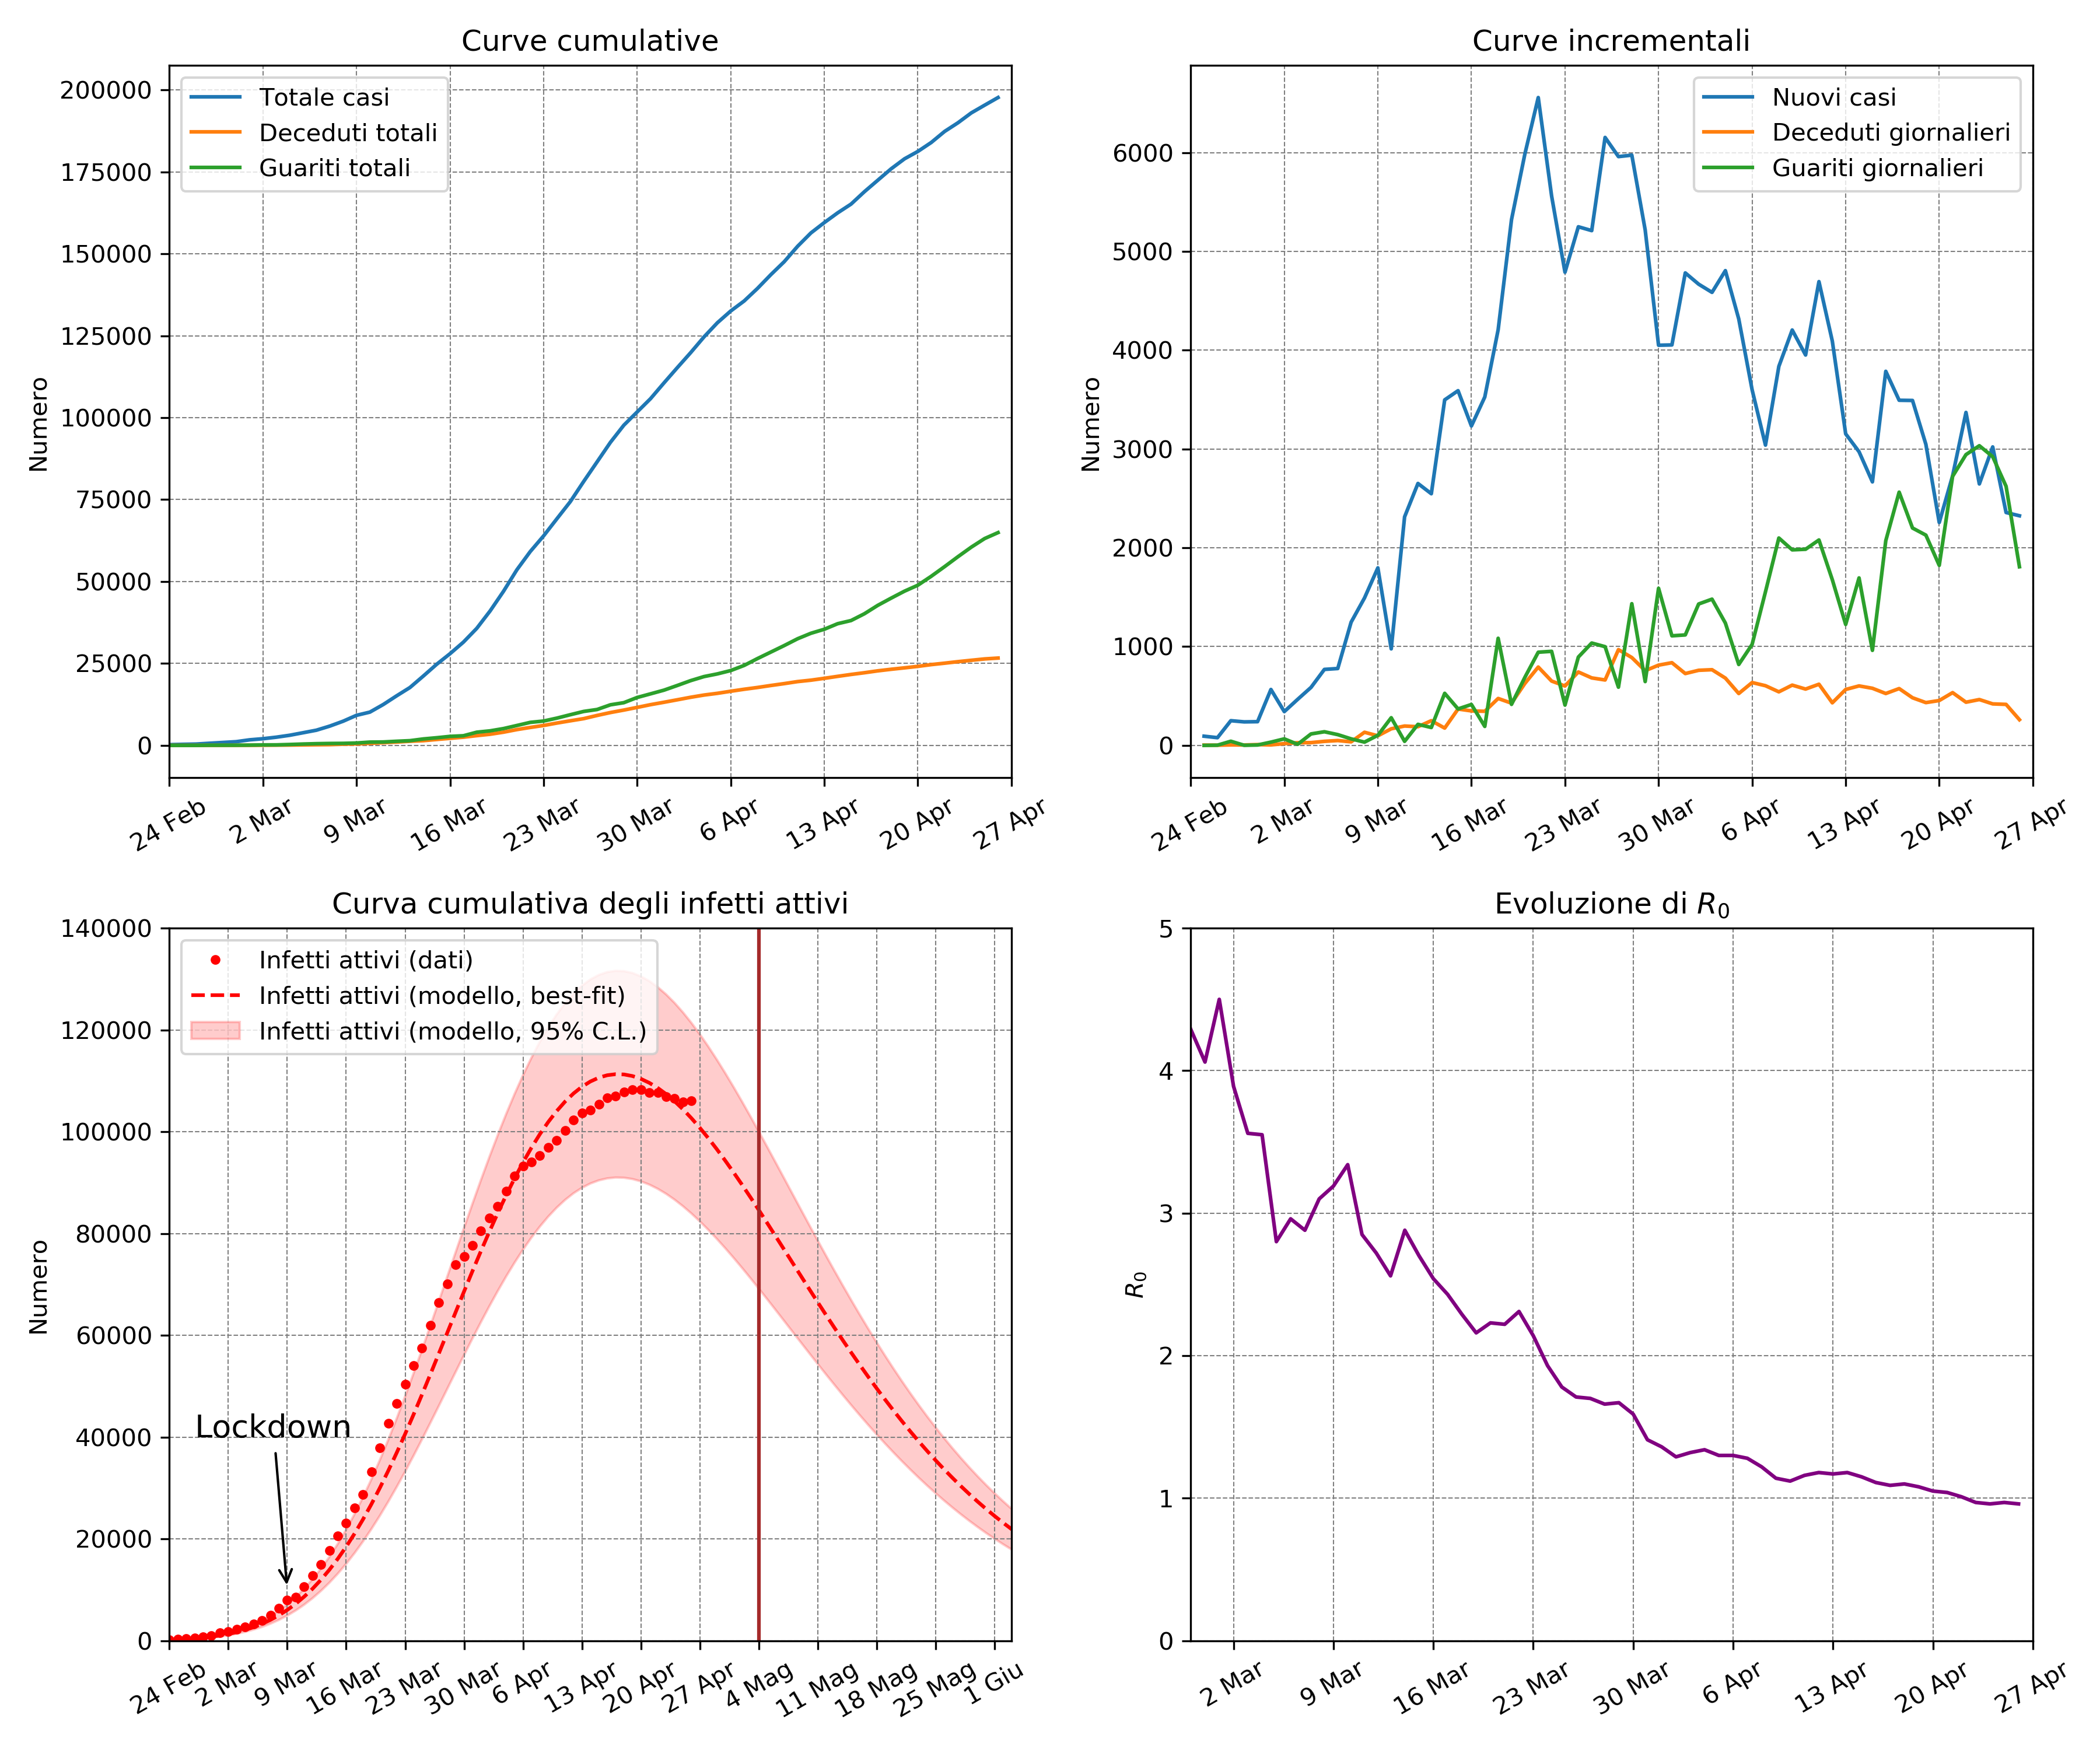 Curve cumulative
200000
175000
150000
125000
100000
75000
50000
25000
0
Numero
Totale casi
Deceduti totali
Guariti totali
24 Feb
2 Mar
9 Mar
16 Mar
23 Mar
30 Mar
6 Apr
13 Apr
20 Apr
27 Apr
Curve incrementali
6000
5000
4000
3000
2000
1000
0
Numero
Nuovi casi
Deceduti giornalieri
Guariti giornalieri
24 Feb
2 Mar
9 Mar
16 Mar
23 Mar
30 Mar
6 Apr
13 Apr
20 Apr
27 Apr
Curva cumulativa degli infetti attivi
140000
120000
100000
80000
60000
40000
20000
0
Numero
Infetti attivi (dati)
Infetti attivi (modello, best-fit)
Infetti attivi (modello, 95% C.L.)
Lockdown
24 Feb
2 Mar
9 Mar
16 Mar
23 Mar
30 Mar
6 Apr
13 Apr
20 Apr
27 Apr
4 Mag
11 Mag
18 Mag
25 Mag
1 Giu
Evoluzione di R₀
5
4
3
2
1
0
R₀
2 Mar
9 Mar
16 Mar
23 Mar
30 Mar
6 Apr
13 Apr
20 Apr
27 Apr